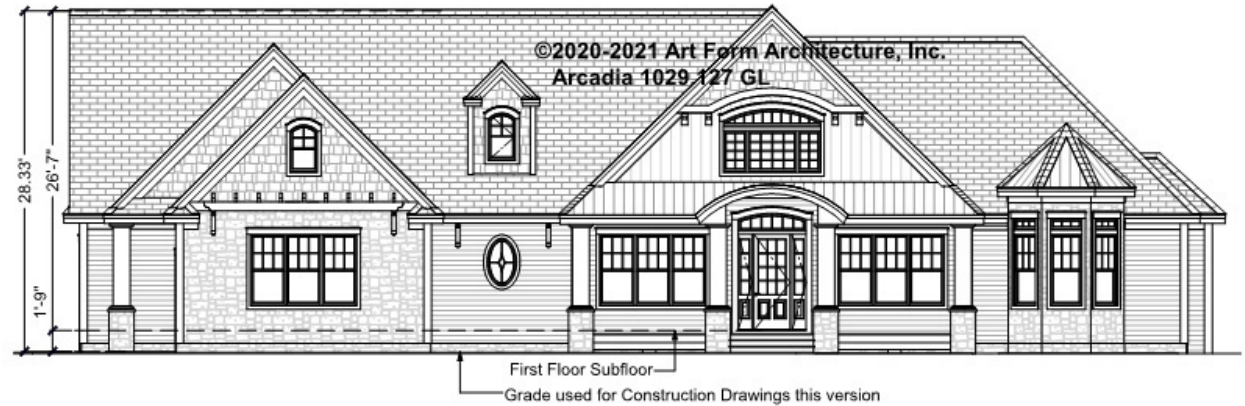 ©2020-2021 Art Form Architecture, Inc.
Arcadia 1029.127 GL
28.33'
26'-7"
1'-9"
First Floor Subfloor
Grade used for Construction Drawings this version